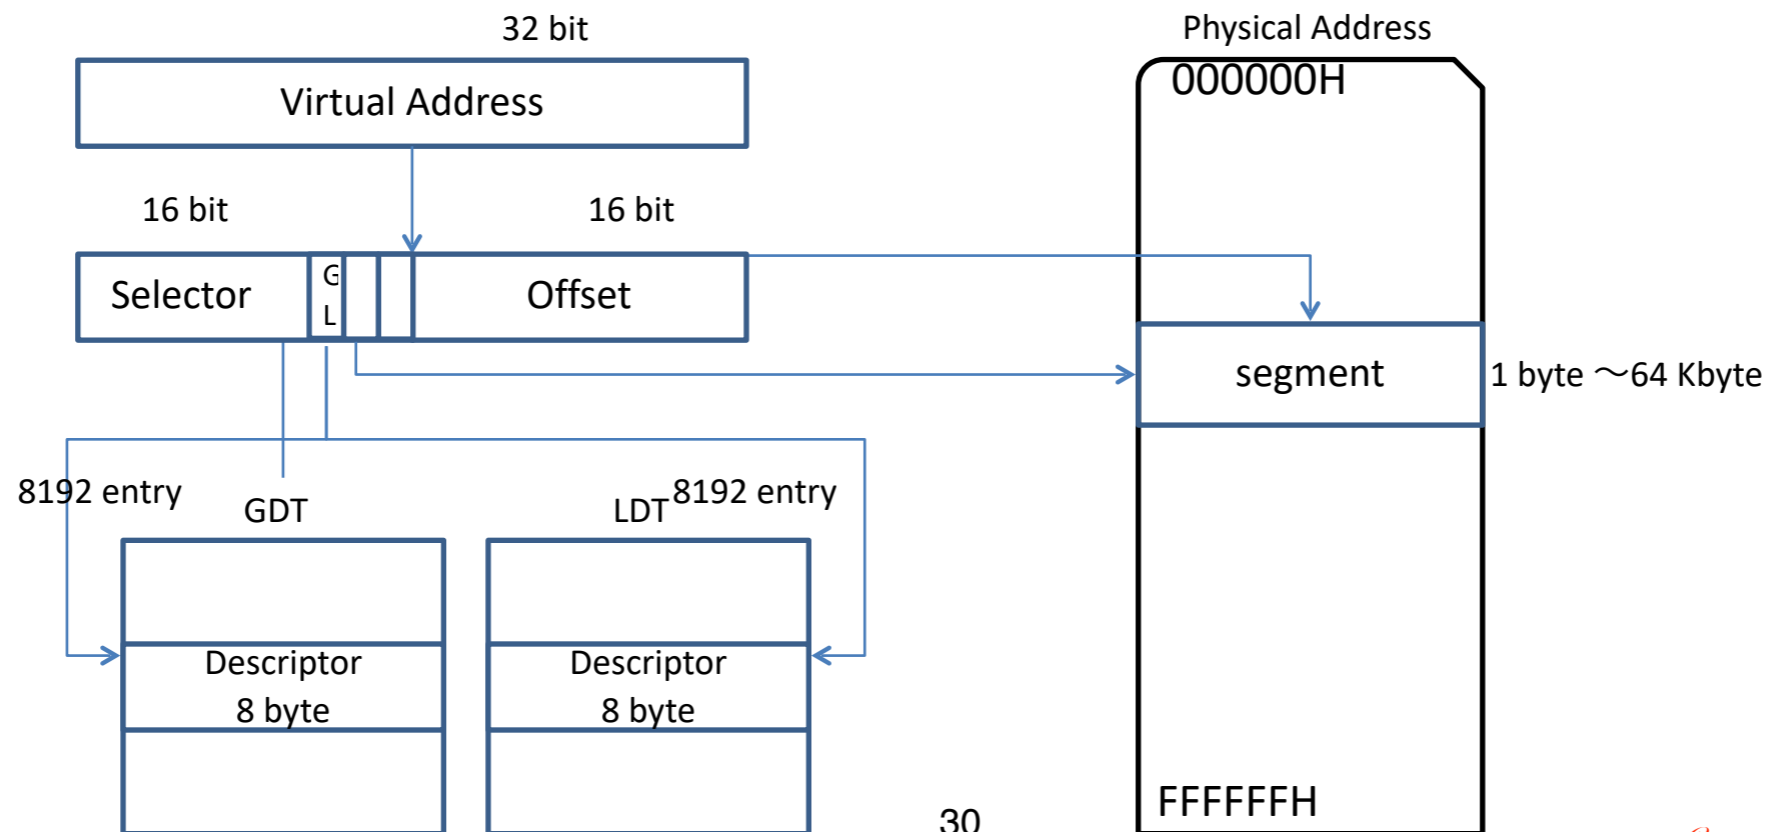 32 bit
Physical Address
000000H
Virtual Address
16 bit
16 bit
Selector
G
L
Offset
segment
1 byte ～64 Kbyte
8192 entry
GDT
LDT
8192 entry
Descriptor
8 byte
Descriptor
8 byte
FFFFFFH
30